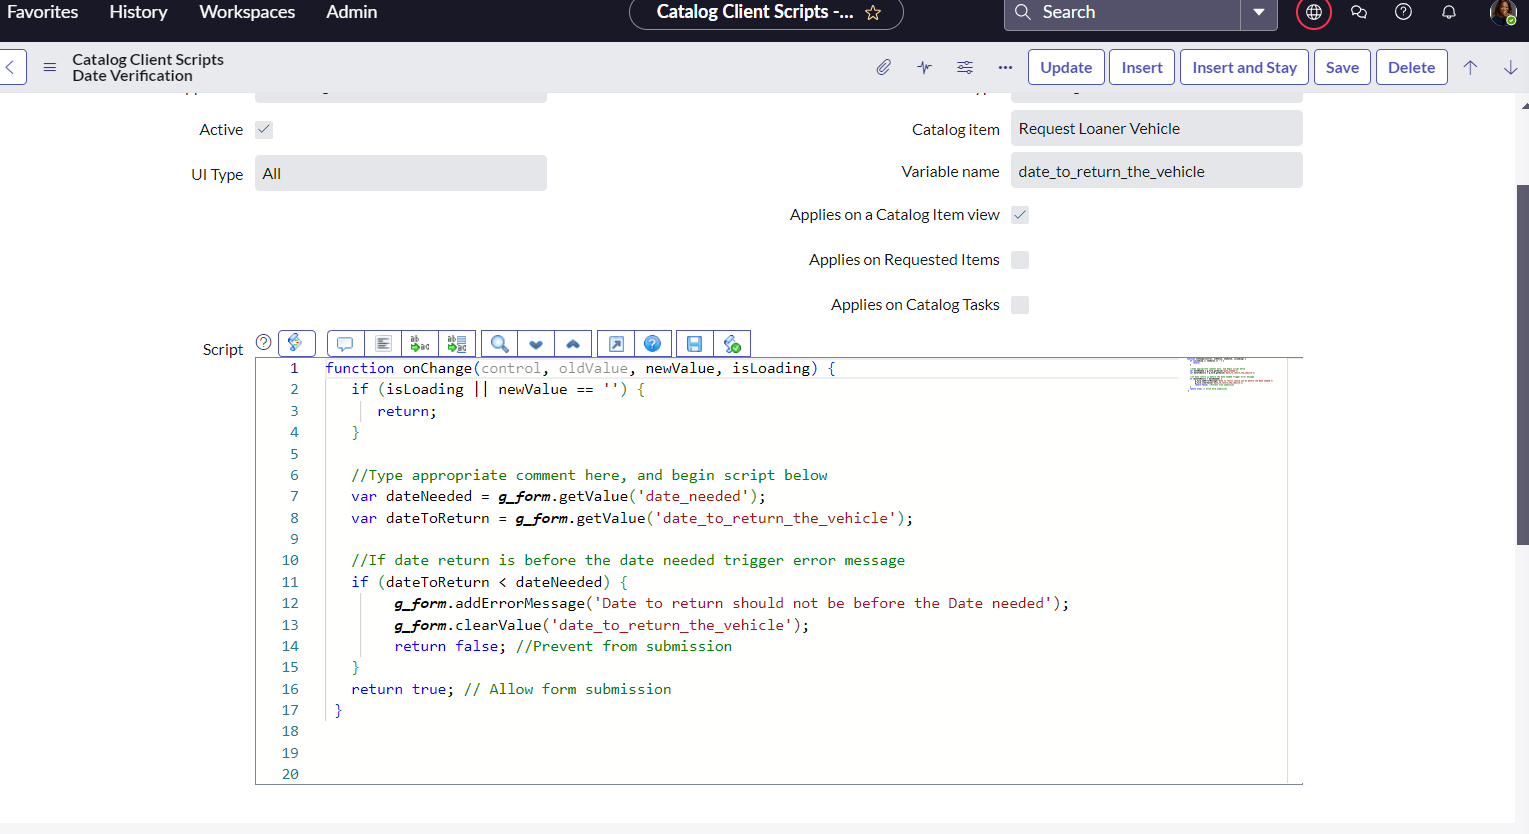 Favorites History Workspaces Admin Catalog Client Scripts -... Search
Catalog Client Scripts
Date Verification
Update Insert Insert and Stay Save Delete
Active
Catalog item Request Loaner Vehicle
UI Type All
Variable name date_to_return_the_vehicle
Applies on a Catalog Item view
Applies on Requested Items
Applies on Catalog Tasks
Script
1 function onChange(control, oldValue, newValue, isLoading) {
2 if (isLoading || newValue == '') {
3 return;
4 }
5
6 //Type appropriate comment here, and begin script below
7 var dateNeeded = g_form.getValue('date_needed');
8 var dateToReturn = g_form.getValue('date_to_return_the_vehicle');
9
10 //If date return is before the date needed trigger error message
11 if (dateToReturn < dateNeeded) {
12 g_form.addErrorMessage('Date to return should not be before the Date needed');
13 g_form.clearValue('date_to_return_the_vehicle');
14 return false; //Prevent from submission
15 }
16 return true; // Allow form submission
17 }
18
19
20